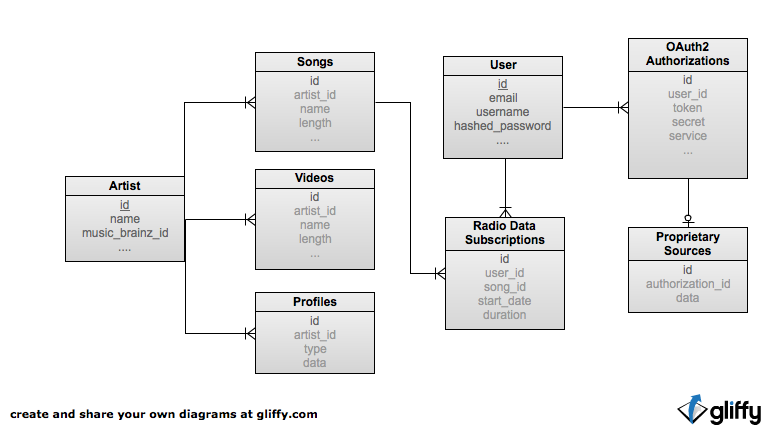 Songs
id
artist_id
name
length
...
User
id
email
username
hashed_password
....
OAuth2
Authorizations
id
user_id
token
secret
service
...
Artist
id
name
music_brainz_id
....
Videos
id
artist_id
name
length
...
Radio Data
Subscriptions
id
user_id
song_id
start_date
duration
Proprietary
Sources
id
authorization_id
data
Profiles
id
artist_id
type
data
create and share your own diagrams at gliffy.com
gliffy